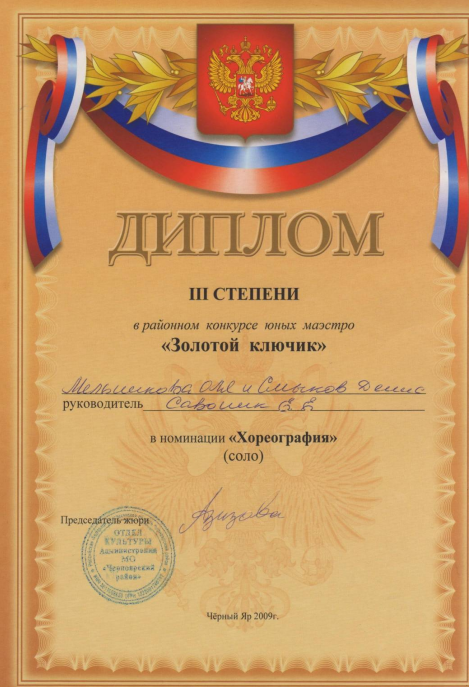 ДИПЛОМ
III СТЕПЕНИ
в районном конкурсе юных маэстро
«Золотой ключик»
Мельникова Оля и Смыков Денис
руководитель Савопик Е Е
в номинации «Хореография»
(соло)
Председатель жюри Азизова
ОТДЕЛ
КУЛЬТУРЫ
Администрации
МО
«Черноярский
район»
Чёрный Яр 2009г.